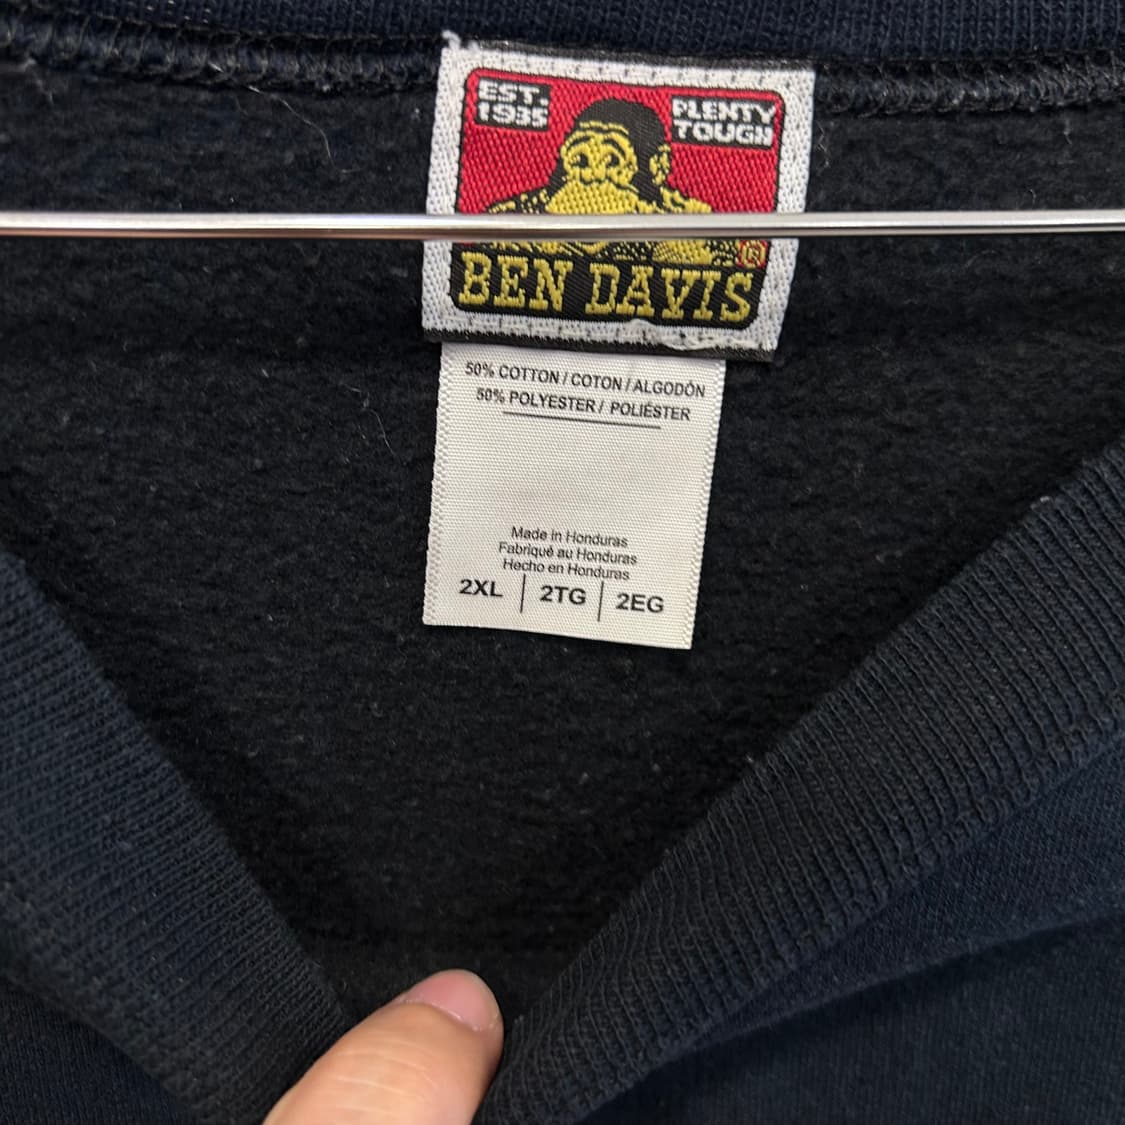 EST. 1935
PLENTY TOUGH
BEN DAVIS
®
50% COTTON / COTON / ALGODÓN
50% POLYESTER / POLIÉSTER
Made in Honduras
Fabriqué au Honduras
Hecho en Honduras
2XL | 2TG | 2EG